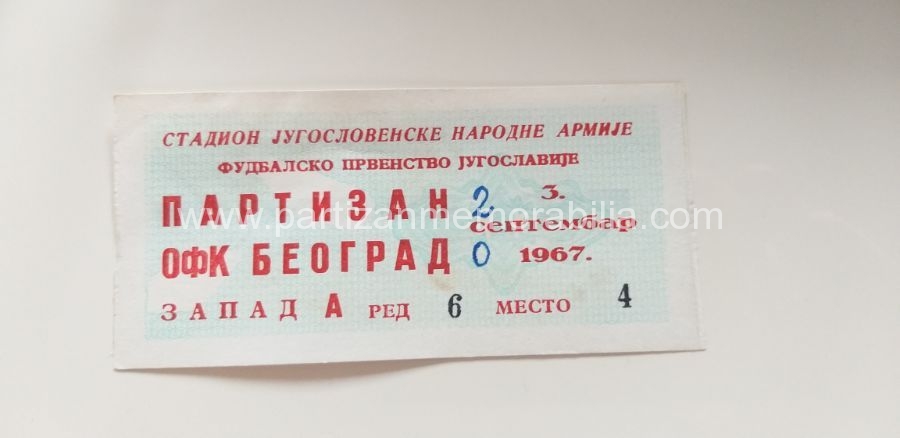 СТАДИОН ЈУГОСЛОВЕНСКЕ НАРОДНЕ АРМИЈЕ
ФУДБАЛСКО ПРВЕНСТВО ЈУГОСЛАВИЈЕ
ПАРТИЗАН 2 3.
www.partizanmemorabilia.com
септембар
ОФК БЕОГРАД 0 1967.
ЗАПАД А РЕД 6 МЕСТО 4